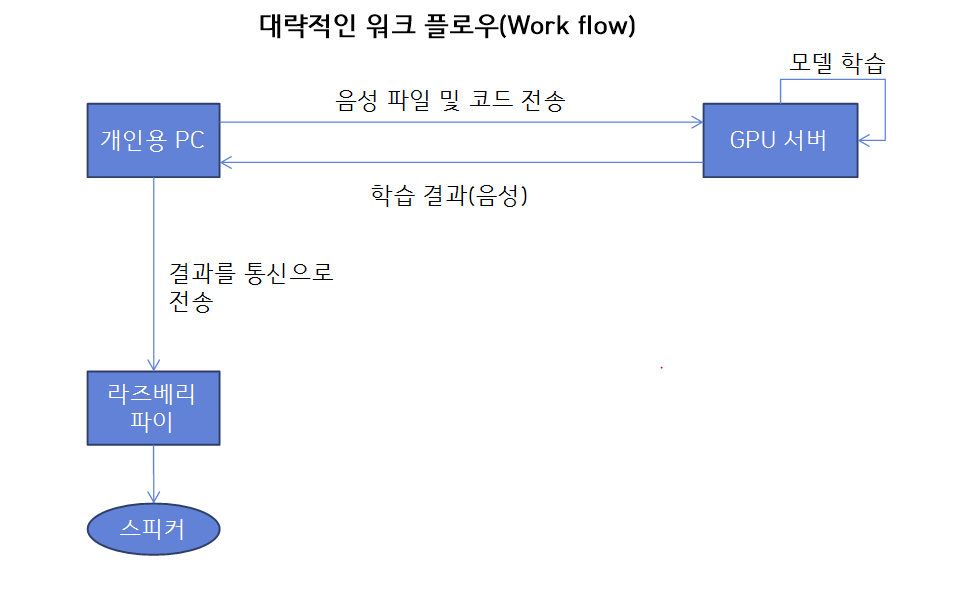 대략적인 워크 플로우(Work flow)
모델 학습
음성 파일 및 코드 전송
개인용 PC
GPU 서버
학습 결과(음성)
결과를 통신으로
전송
라즈베리
파이
스피커